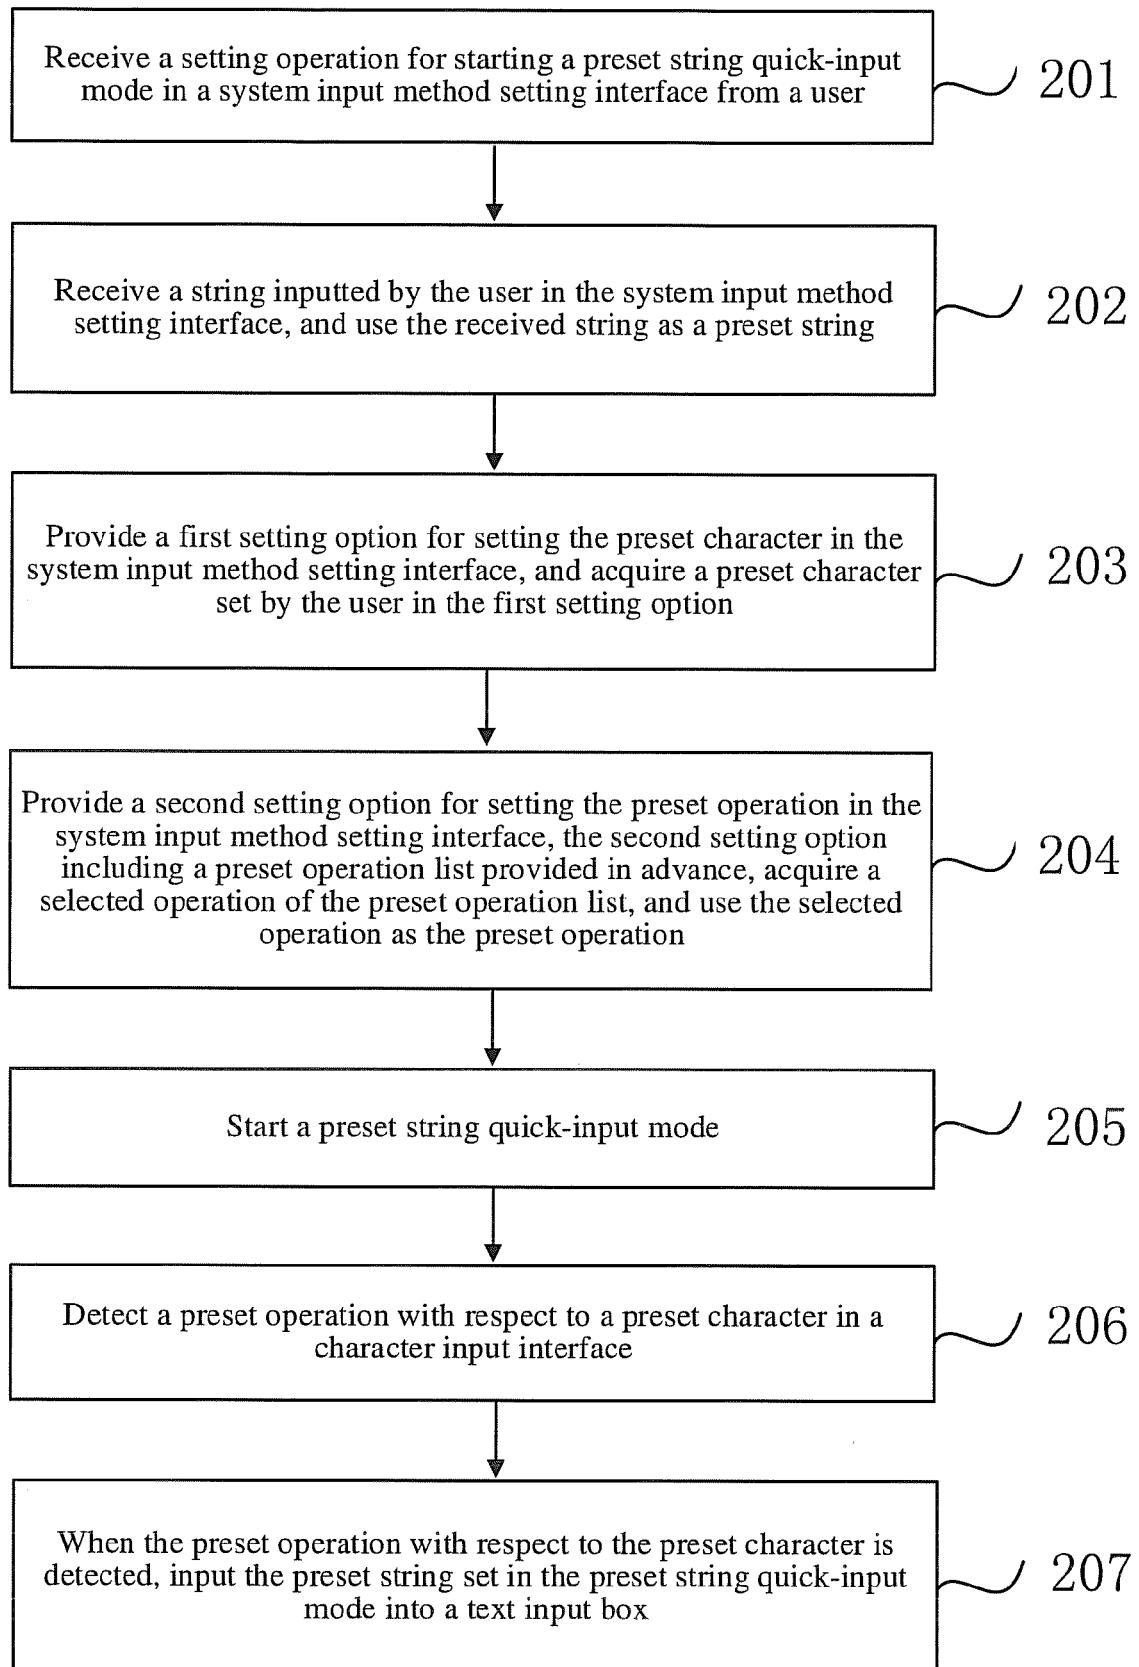 Receive a setting operation for starting a preset string quick-input
mode in a system input method setting interface from a user
201
Receive a string inputted by the user in the system input method
setting interface, and use the received string as a preset string
202
Provide a first setting option for setting the preset character in the
system input method setting interface, and acquire a preset character
set by the user in the first setting option
203
Provide a second setting option for setting the preset operation in the
system input method setting interface, the second setting option
including a preset operation list provided in advance, acquire a
selected operation of the preset operation list, and use the selected
operation as the preset operation
204
Start a preset string quick-input mode
205
Detect a preset operation with respect to a preset character in a
character input interface
206
When the preset operation with respect to the preset character is
detected, input the preset string set in the preset string quick-input
mode into a text input box
207